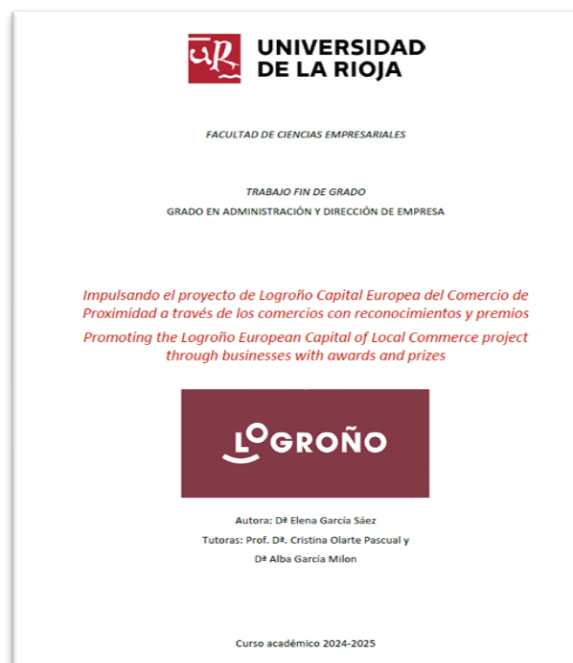 UR
UNIVERSIDAD
DE LA RIOJA
FACULTAD DE CIENCIAS EMPRESARIALES
TRABAJO FIN DE GRADO
GRADO EN ADMINISTRACIÓN Y DIRECCIÓN DE EMPRESA
Impulsando el proyecto de Logroño Capital Europea del Comercio de
Proximidad a través de los comercios con reconocimientos y premios
Promoting the Logroño European Capital of Local Commerce project
through businesses with awards and prizes
LOGROÑO
Autora: Dª Elena García Sáez
Tutoras: Prof. Dª. Cristina Olarte Pascual y
Dª Alba García Milon
Curso académico 2024-2025